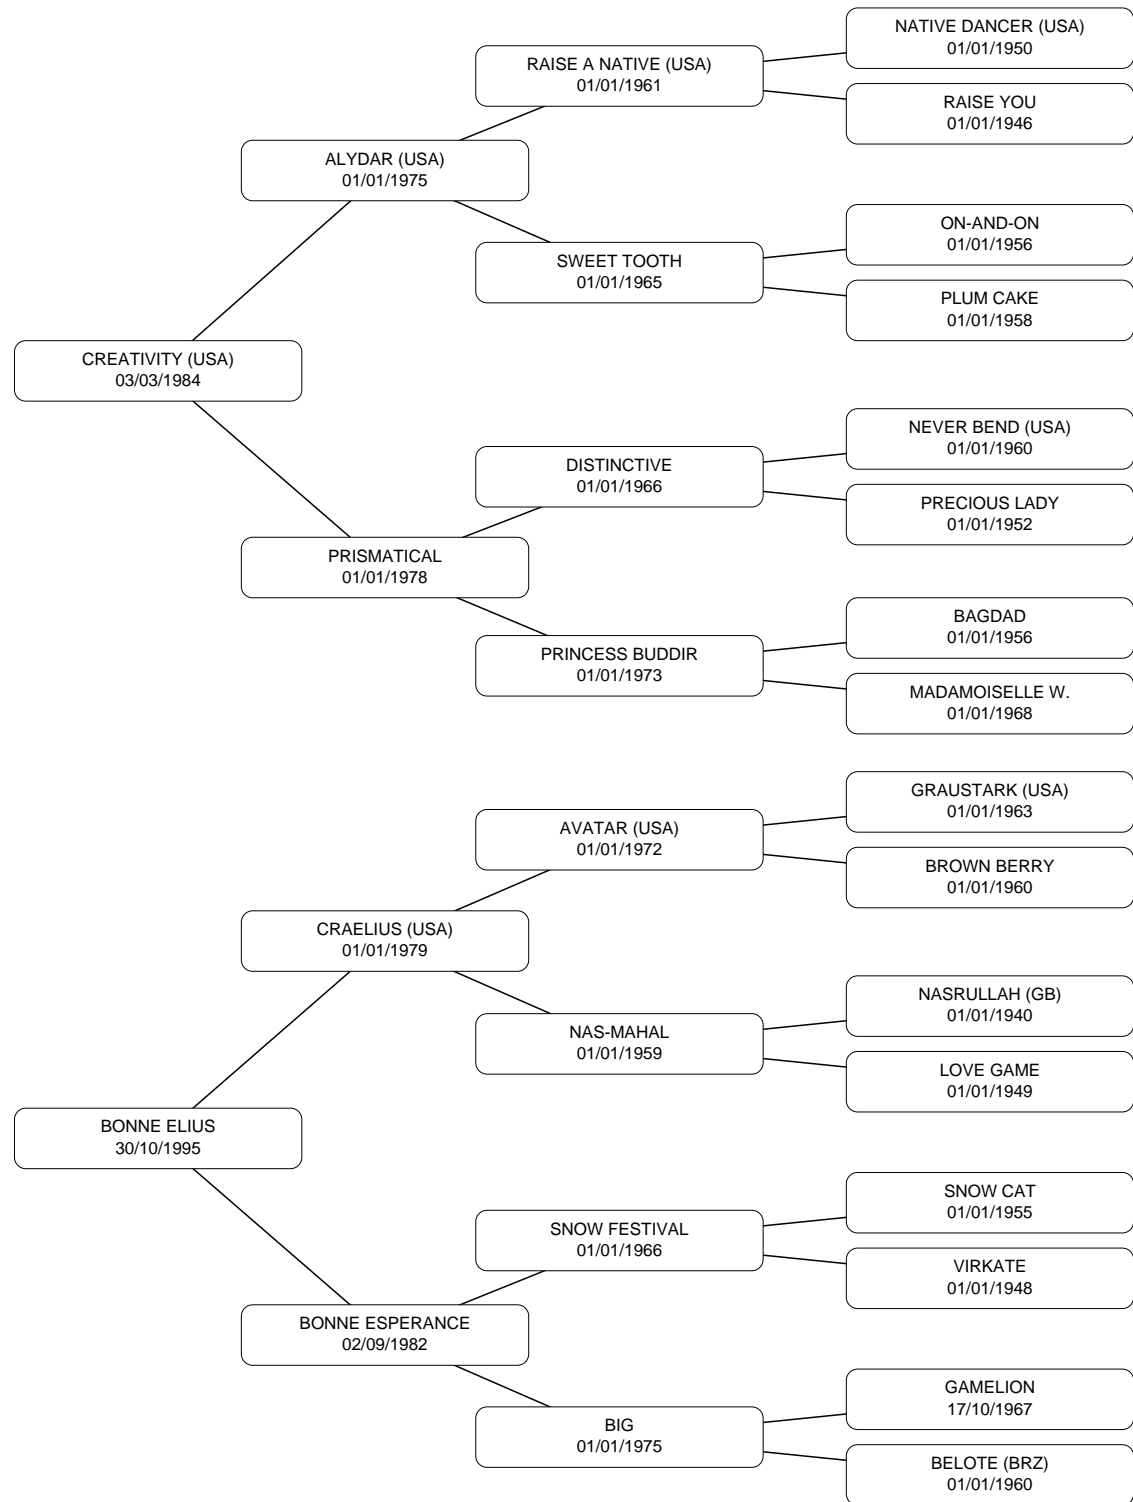 NATIVE DANCER (USA)
01/01/1950
RAISE A NATIVE (USA)
01/01/1961
RAISE YOU
01/01/1946
ALYDAR (USA)
01/01/1975
ON-AND-ON
01/01/1956
SWEET TOOTH
01/01/1965
PLUM CAKE
01/01/1958
CREATIVITY (USA)
03/03/1984
NEVER BEND (USA)
01/01/1960
DISTINCTIVE
01/01/1966
PRECIOUS LADY
01/01/1952
PRISMATICAL
01/01/1978
BAGDAD
01/01/1956
PRINCESS BUDDIR
01/01/1973
MADAMOISELLE W.
01/01/1968
GRAUSTARK (USA)
01/01/1963
AVATAR (USA)
01/01/1972
BROWN BERRY
01/01/1960
CRAELIUS (USA)
01/01/1979
NASRULLAH (GB)
01/01/1940
NAS-MAHAL
01/01/1959
LOVE GAME
01/01/1949
BONNE ELIUS
30/10/1995
SNOW CAT
01/01/1955
SNOW FESTIVAL
01/01/1966
VIRKATE
01/01/1948
BONNE ESPERANCE
02/09/1982
GAMELION
17/10/1967
BIG
01/01/1975
BELOTE (BRZ)
01/01/1960